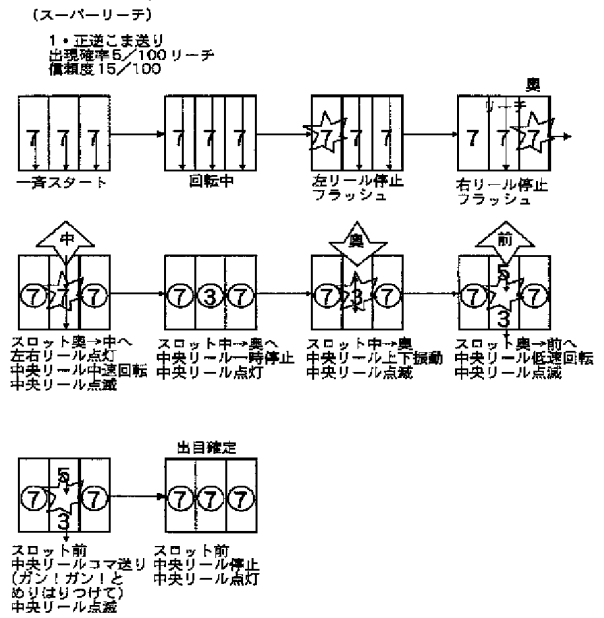 (スーパーリーチ)
1・正逆こま送り
出現確率5/100リーチ
信頼度15/100
奥
リーチ
7 7 7
7 7 7
7 7 7
7 7 7
一斉スタート
回転中
左リール停止
フラッシュ
右リール停止
フラッシュ
中
奥
前
7 7 7
7 3 7
7 3 7
7 5 7
3
スロット奥→中へ
左右リール点灯
中央リール中速回転
中央リール点滅
スロット中→奥へ
中央リール一時停止
中央リール点灯
スロット中→奥
中央リール上下振動
中央リール点滅
スロット奥→前へ
中央リール低速回転
中央リール点滅
出目確定
7 5 7
3
7 7 7
スロット前
中央リールコマ送り
(ガン!ガン!と
めりはりつけて)
中央リール点滅
スロット前
中央リール停止
中央リール点灯